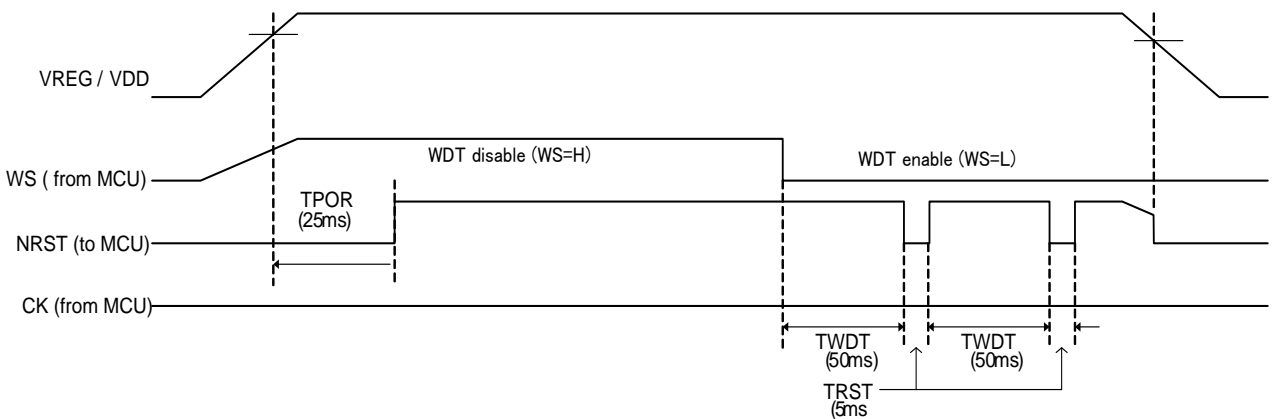 VREG / VDD
WDT disable (WS=H)
WDT enable (WS=L)
WS ( from MCU)
TPOR
(25ms)
NRST (to MCU)
CK (from MCU)
TWDT
(50ms)
TWDT
(50ms)
TRST
(5ms